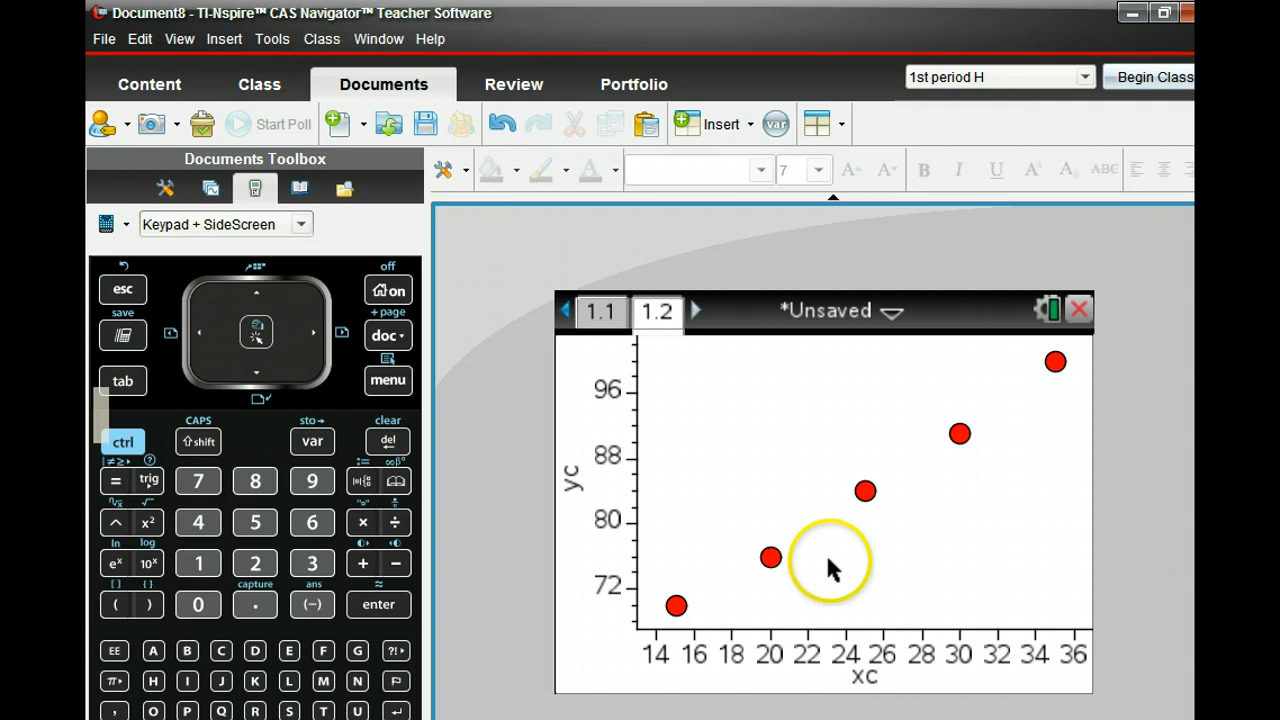 Document8 - TI-Nspire™ CAS Navigator™ Teacher Software
File Edit View Insert Tools Class Window Help
Content Class Documents Review Portfolio 1st period H Begin Class
Start Poll Insert var
Documents Toolbox
7 B I U ABC
Keypad + SideScreen
off
esc on
save + page
doc
tab menu
CAPS sto→ clear
ctrl shift var del
= trig 7 8 9
^ x² 4 5 6 × ÷
ln log
eˣ 10ˣ 1 2 3 + −
[ ] { } capture ans ≈
( ) 0 . (−) enter
EE A B C D E F G ?!
π H I J K L M N
, O P Q R S T U
1.1 1.2 *Unsaved
96
88
80
72
yc
14 16 18 20 22 24 26 28 30 32 34 36
xc